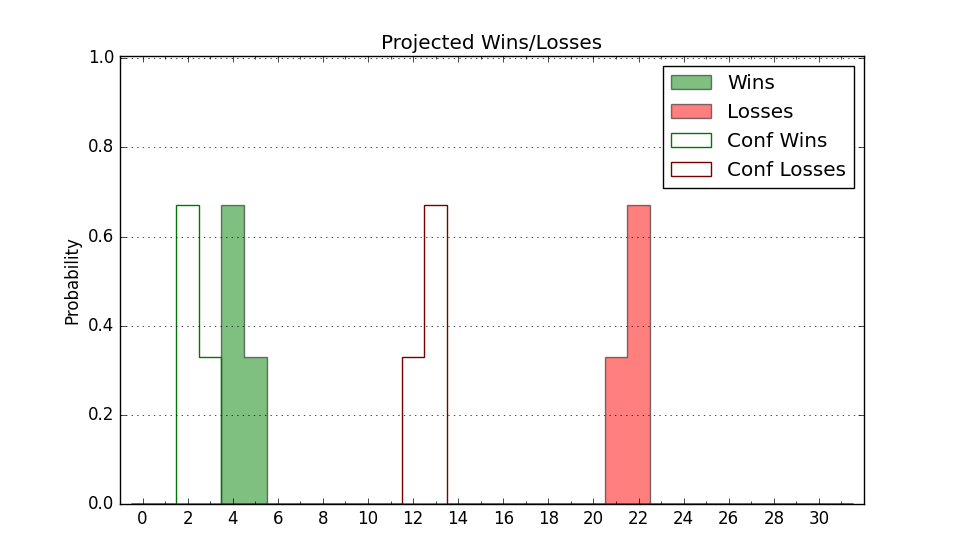 Projected Wins/Losses
1.0
0.8
0.6
0.4
0.2
0.0
Probability
Wins
Losses
Conf Wins
Conf Losses
0 2 4 6 8 10 12 14 16 18 20 22 24 26 28 30